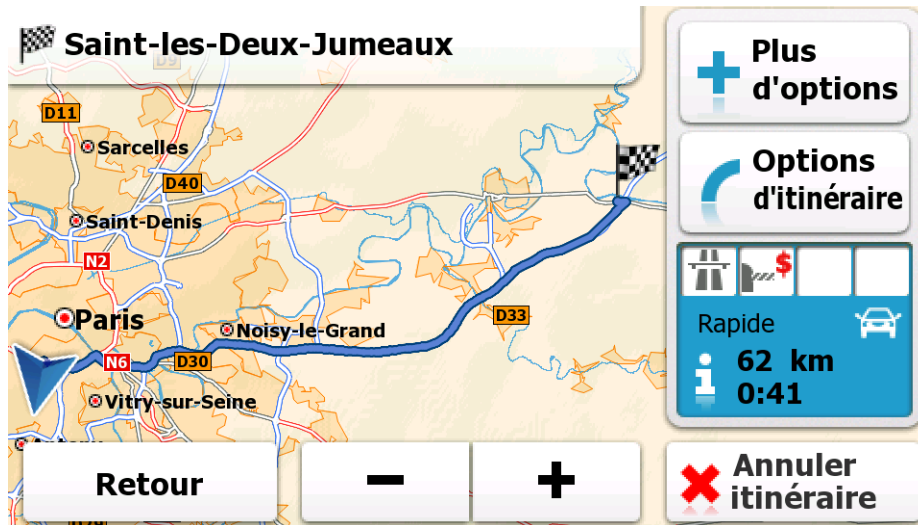 Saint-les-Deux-Jumeaux
Plus
d'options
D9
D11
Sarcelles
D40
Options
d'itinéraire
Saint-Denis
N2
$
Paris
Noisy-le-Grand
D33
Rapide
N6
D30
62 km
0:41
Vitry-sur-Seine
Retour
−
+
Annuler
itinéraire